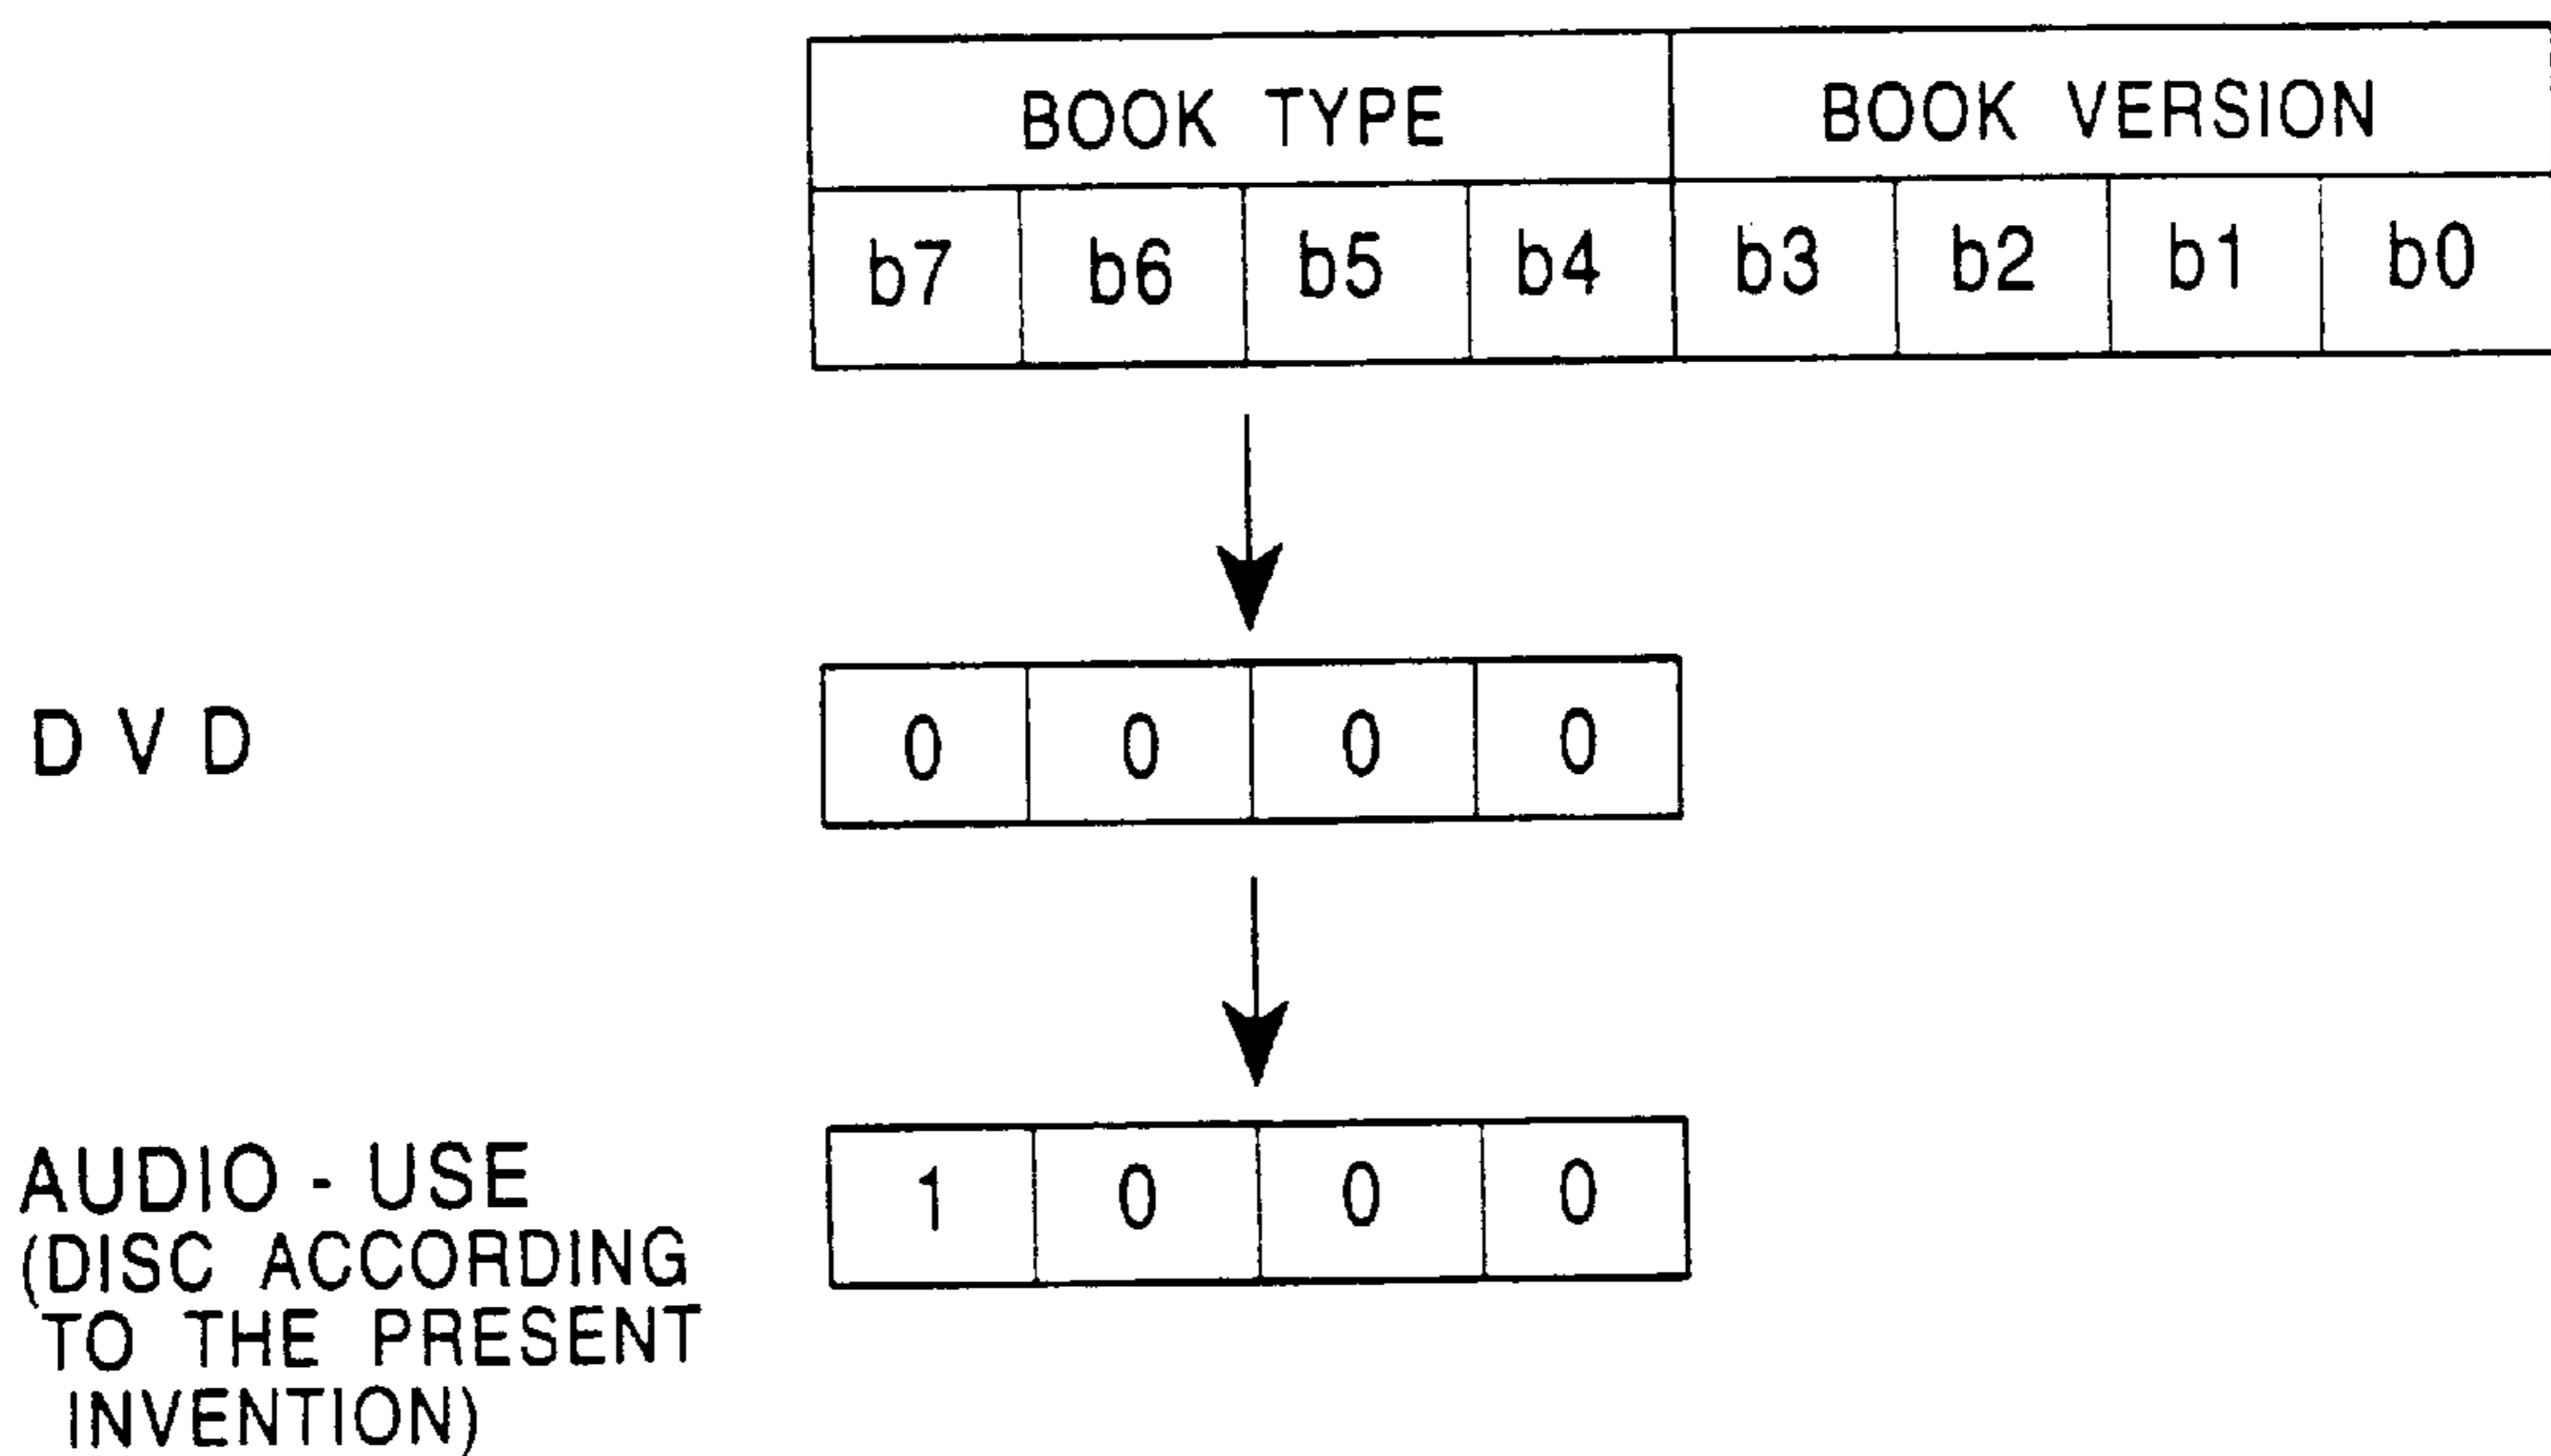 BOOK TYPE BOOK VERSION
b7 b6 b5 b4 b3 b2 b1 b0
D V D 0 0 0 0
AUDIO - USE 1 0 0 0
(DISC ACCORDING
TO THE PRESENT
INVENTION)